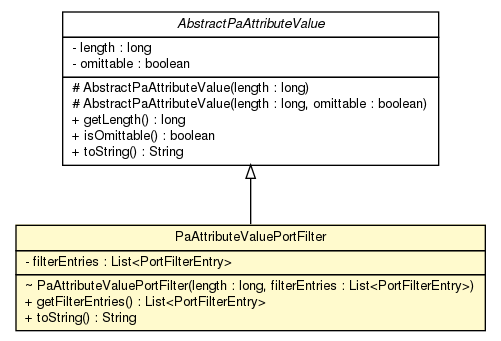 AbstractPaAttributeValue
- length : long
- omittable : boolean
# AbstractPaAttributeValue(length : long)
# AbstractPaAttributeValue(length : long, omittable : boolean)
+ getLength() : long
+ isOmittable() : boolean
+ toString() : String
PaAttributeValuePortFilter
- filterEntries : List<PortFilterEntry>
~ PaAttributeValuePortFilter(length : long, filterEntries : List<PortFilterEntry>)
+ getFilterEntries() : List<PortFilterEntry>
+ toString() : String